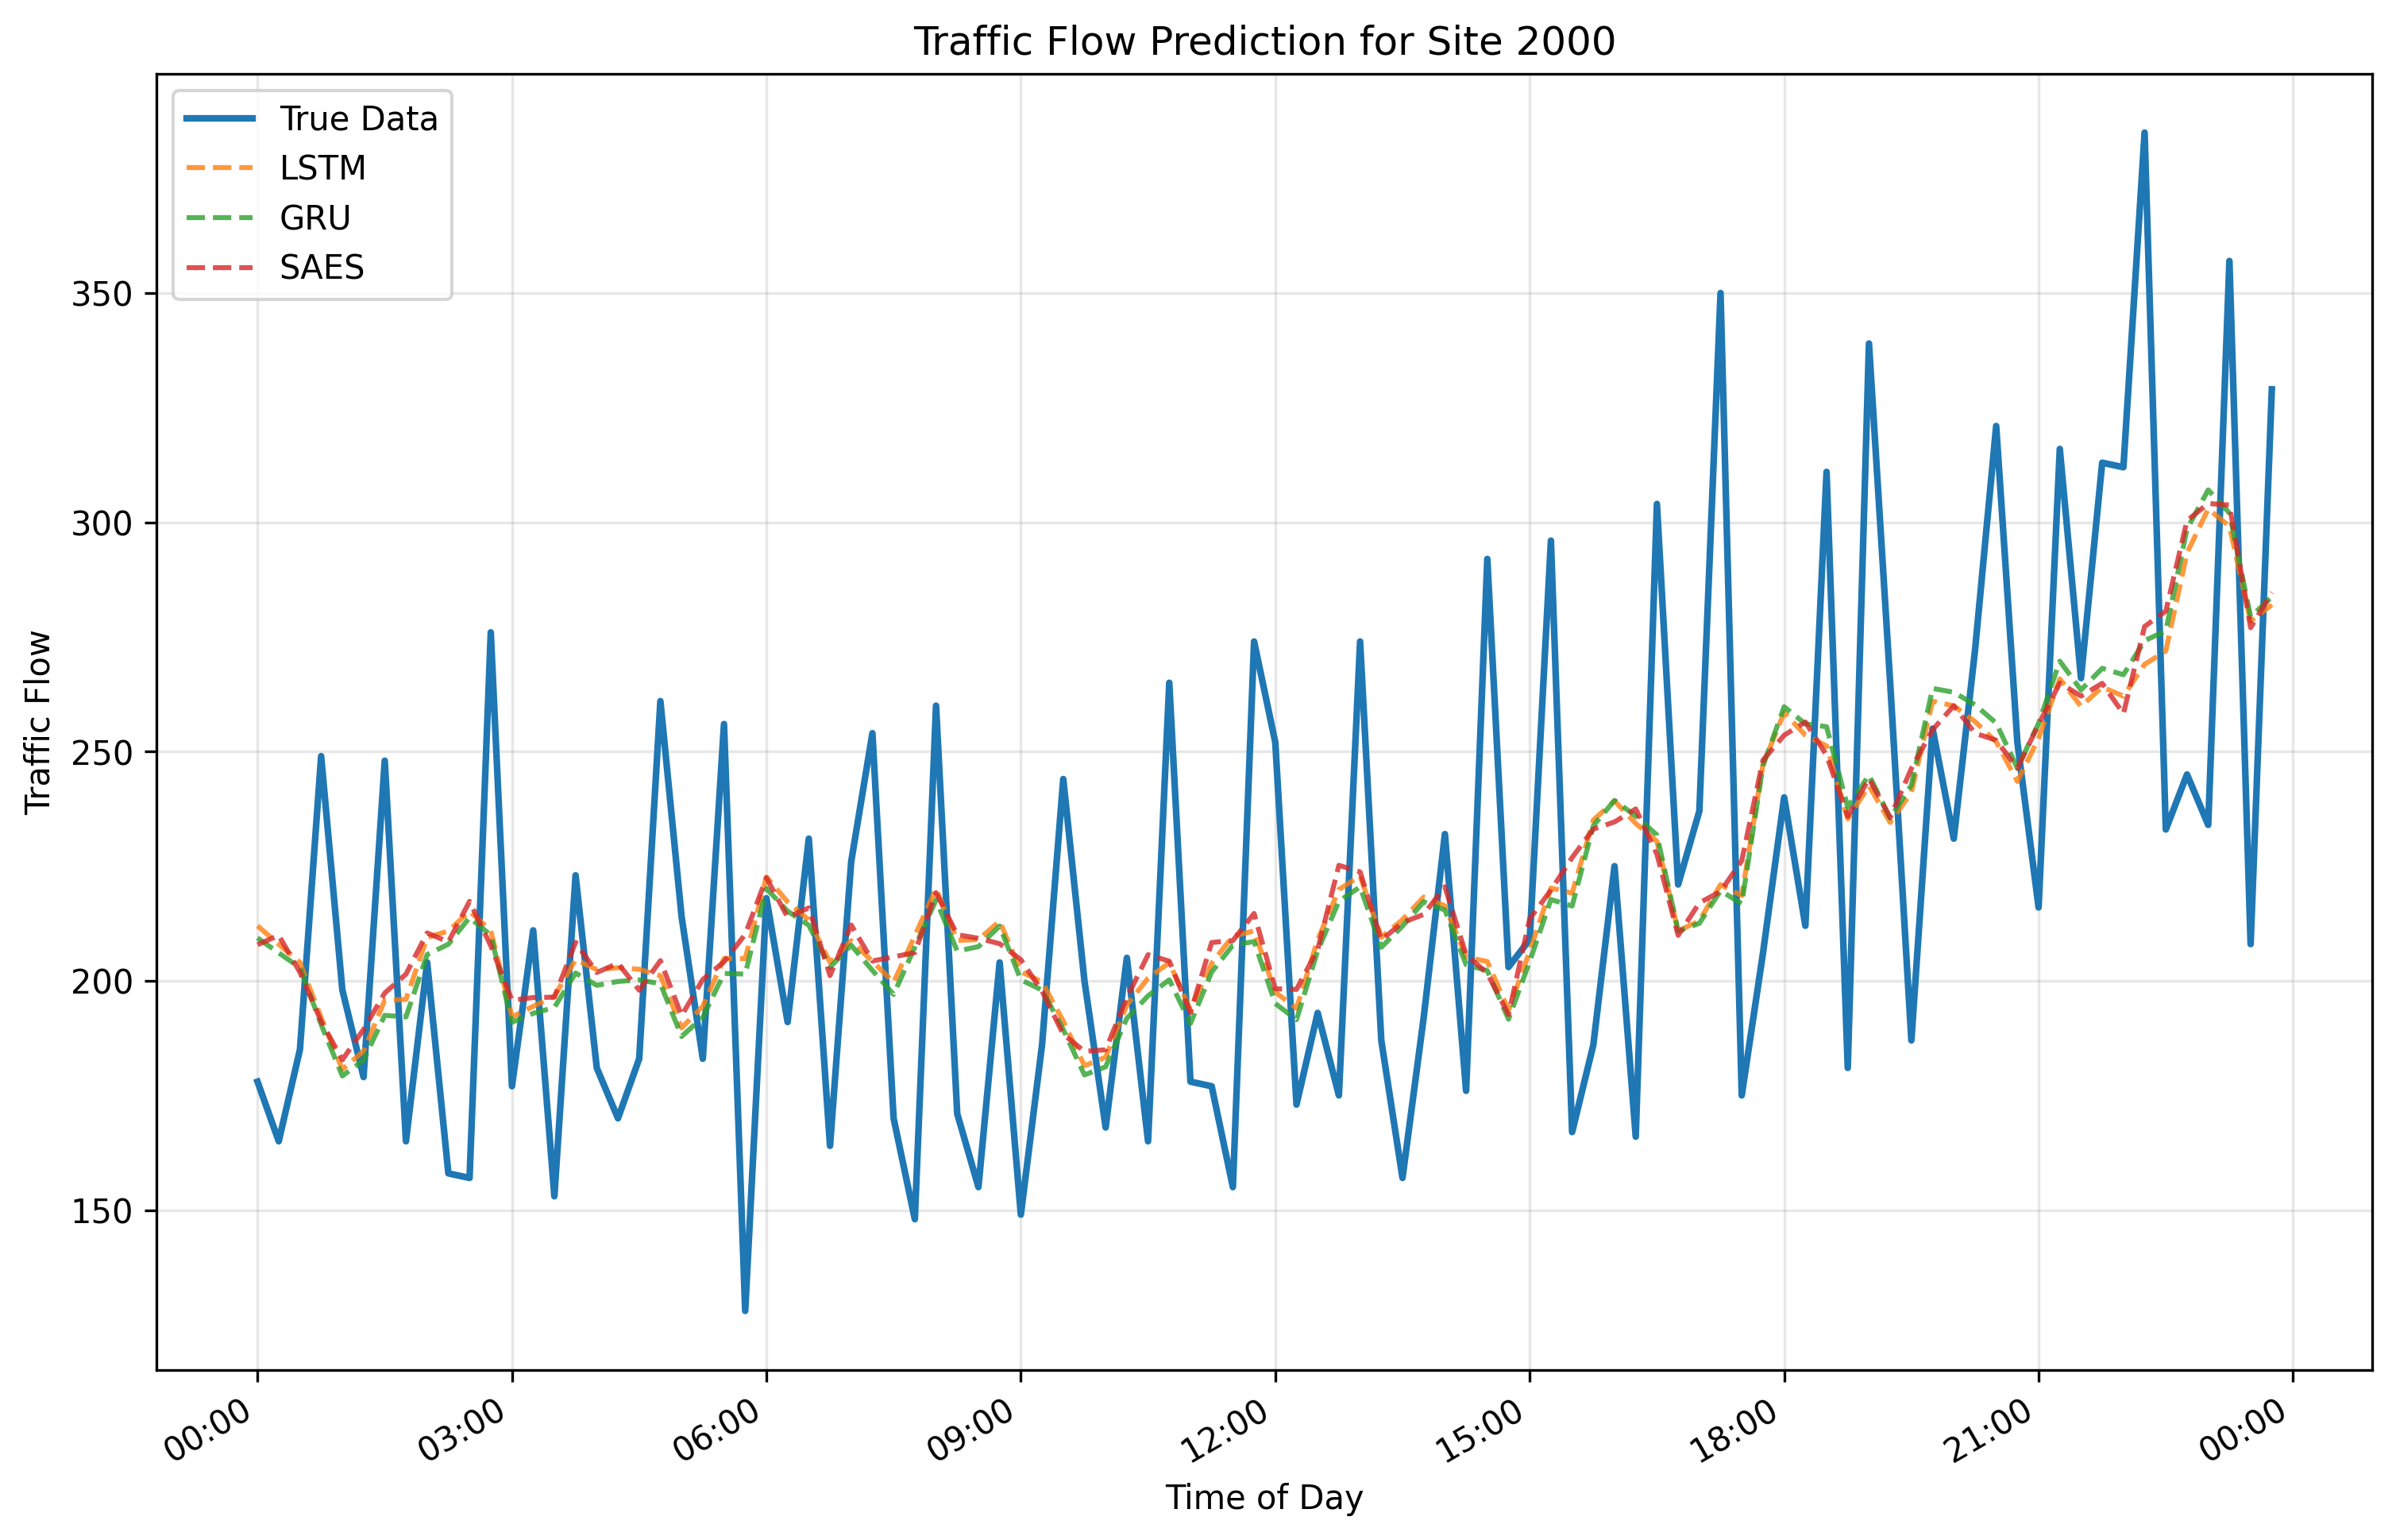 Traffic Flow Prediction for Site 2000
True Data
LSTM
GRU
SAES
Traffic Flow
350
300
250
200
150
00:00
03:00
06:00
09:00
12:00
15:00
18:00
21:00
00:00
Time of Day